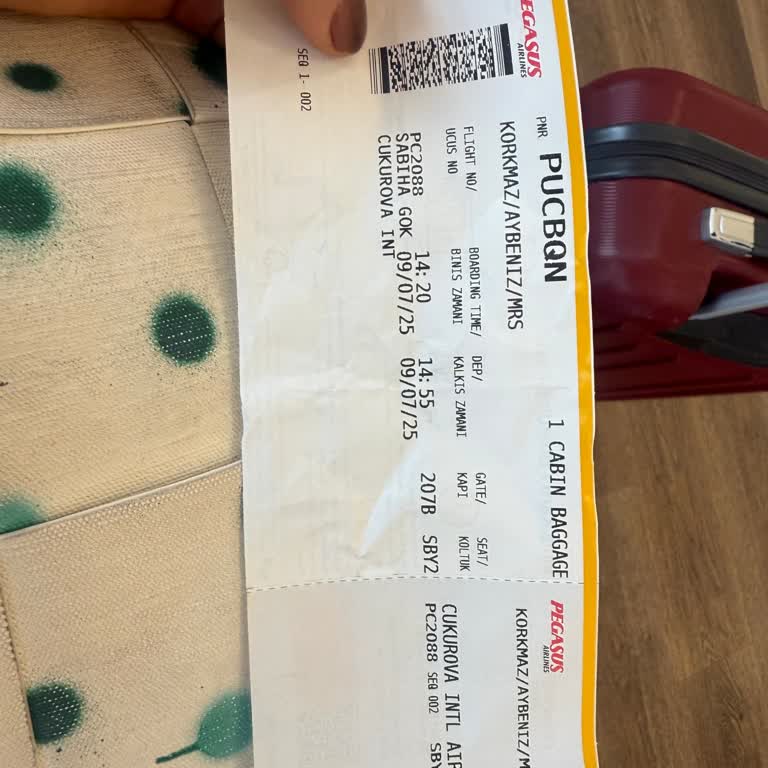 PEGASUS
AIRLINES
PNR PUCBQN 1 CABIN BAGGAGE
KORKMAZ/AYBENIZ/MRS
FLIGHT NO/ BOARDING TIME/ DEP/ GATE/ SEAT/
UCUS NO BINIS ZAMANI KALKIS ZAMANI KAPI KOLTUK
PC2088 14:20 14:55 207B SBY2
SABIHA GOK 09/07/25 09/07/25
CUKUROVA INT
SEQ 1- 002
PEGASUS
AIRLINES
KORKMAZ/AYBENIZ/M
CUKUROVA INTL AIR
PC2088 SEQ 002 SBY